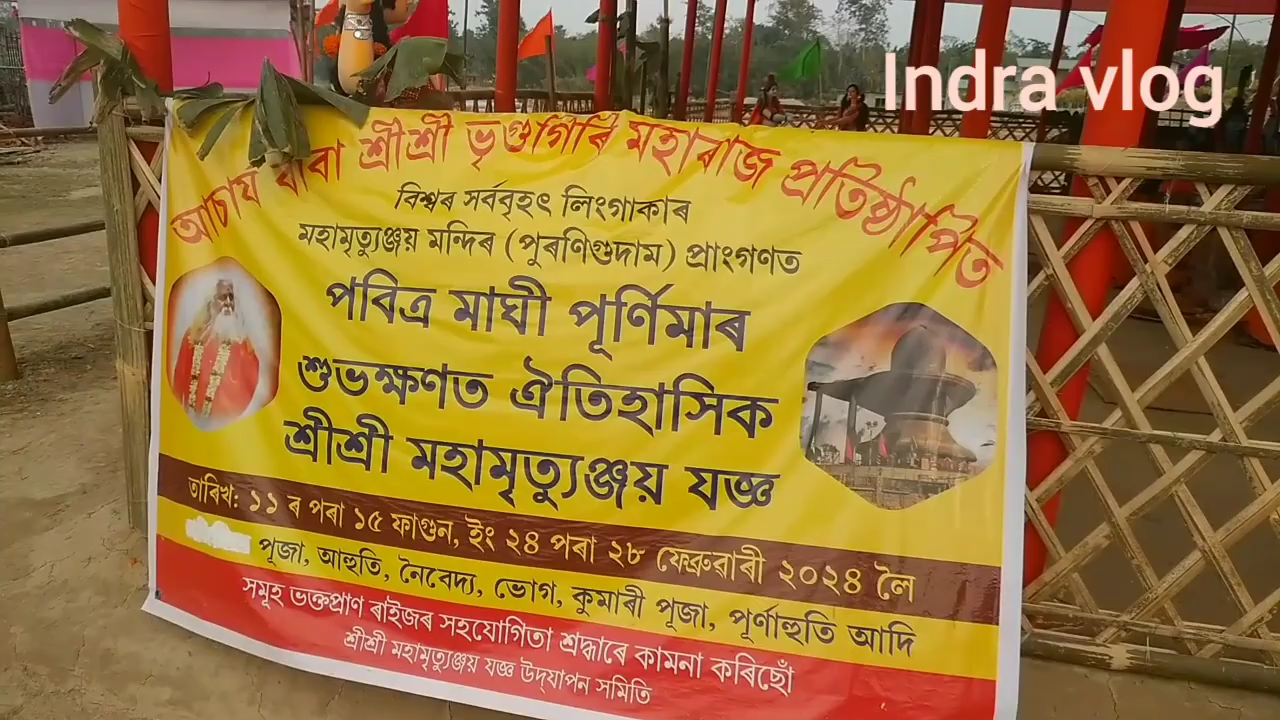 Indra vlog
আচাৰ্য বাবা শ্ৰীশ্ৰী ভৃগুগিৰি মহাৰাজ প্ৰতিষ্ঠাপিত
বিশ্বৰ সৰ্ববৃহৎ লিংগাকাৰ
মহামৃত্যুঞ্জয় মন্দিৰ (পুৰণিগুদাম) প্ৰাংগণত
পবিত্ৰ মাঘী পূৰ্ণিমাৰ
শুভক্ষণত ঐতিহাসিক
শ্ৰীশ্ৰী মহামৃত্যুঞ্জয় যজ্ঞ
তাৰিখ: ১১ ৰ পৰা ১৫ ফাগুন, ইং ২৪ পৰা ২৮ ফেব্ৰুৱাৰী ২০২৪ লৈ
পূজা, আহুতি, নৈবেদ্য, ভোগ, কুমাৰী পূজা, পূৰ্ণাহুতি আদি
সমূহ ভক্তপ্ৰাণ ৰাইজৰ সহযোগিতা শ্ৰদ্ধাৰে কামনা কৰিছোঁ
শ্ৰীশ্ৰী মহামৃত্যুঞ্জয় যজ্ঞ উদ্‌যাপন সমিতি